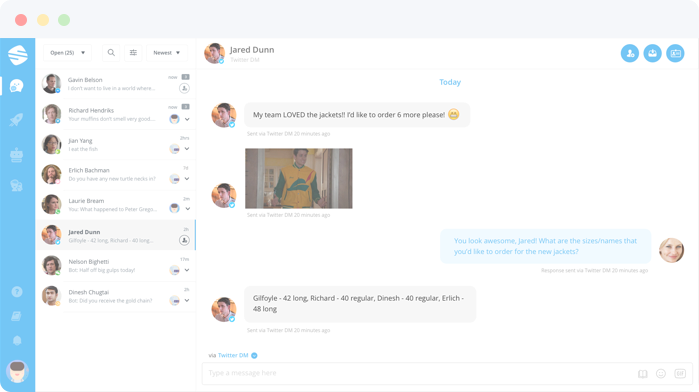 Open (25)
Newest
Jared Dunn
Twitter DM
Gavin Belson
now
I don't want to live in a world where...
Richard Hendriks
now
Your muffins don't smell very good....
Jian Yang
I eat the fish
Erlich Bachman
Do you have any new turtle necks in?
Laurie Bream
2m
You: What happened to Peter Grego...
Jared Dunn
Gilfoyle - 42 long, Richard - 40 long...
Nelson Bighetti
17m
Bot: Half off big gulps today!
Dinesh Chugtai
Bot: Did you receive the gold chain?
Today
My team LOVED the jackets!! I'd like to order 6 more please! 😁
Sent via Twitter DM 20 minutes ago
Sent via Twitter DM 20 minutes ago
You look awesome, Jared! What are the sizes/names that
you'd like to order for the new jackets?
Response sent via Twitter DM 20 minutes ago
Gilfoyle - 42 long, Richard - 40 regular, Dinesh - 40 regular, Erlich -
48 long
Sent via Twitter DM 20 minutes ago
via Twitter DM
Type a message here
GIF